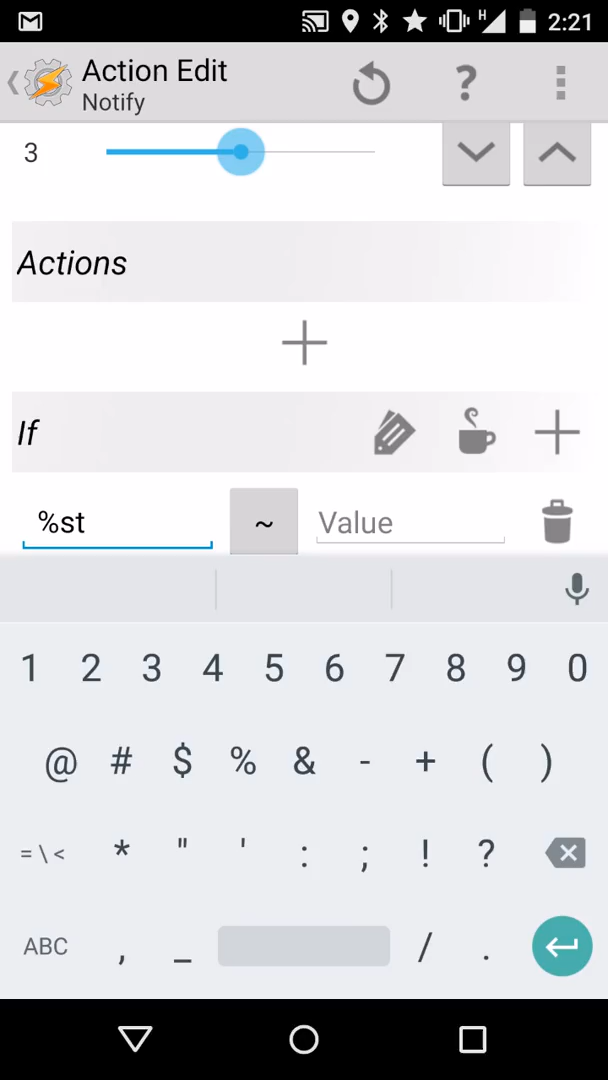 H 2:21
Action Edit
Notify
3
Actions
If
%st ~ Value
1 2 3 4 5 6 7 8 9 0
@ # $ % & - + ( )
= \ < * " ' : ; ! ?
ABC , _ / .